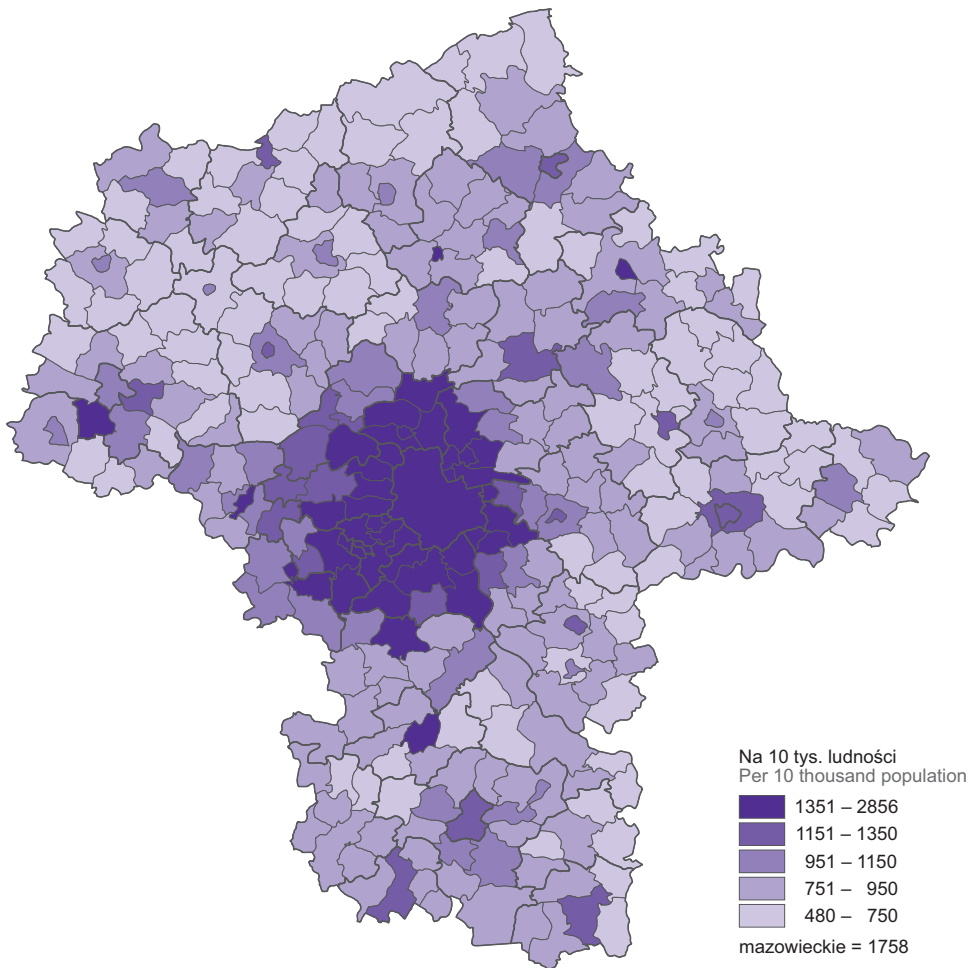 Na 10 tys. ludności
Per 10 thousand population
1351 – 2856
1151 – 1350
951 – 1150
751 – 950
480 – 750
mazowieckie = 1758